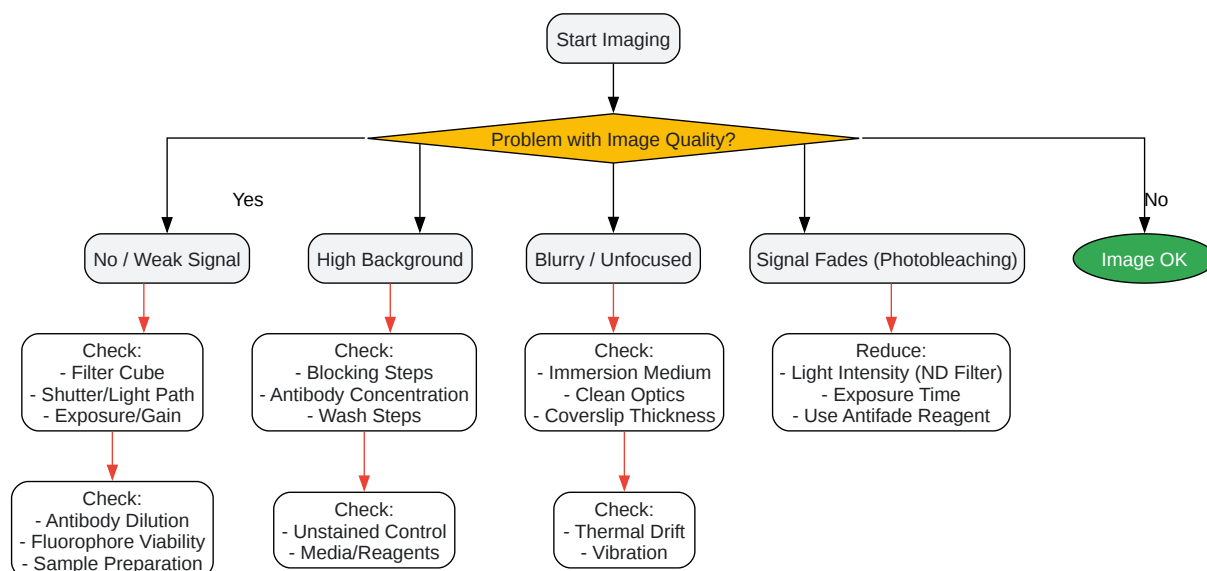 Start Imaging
Problem with Image Quality?
Yes
No
No / Weak Signal
High Background
Blurry / Unfocused
Signal Fades (Photobleaching)
Image OK
Check:
- Filter Cube
- Shutter/Light Path
- Exposure/Gain
Check:
- Blocking Steps
- Antibody Concentration
- Wash Steps
Check:
- Immersion Medium
- Clean Optics
- Coverslip Thickness
Reduce:
- Light Intensity (ND Filter)
- Exposure Time
- Use Antifade Reagent
Check:
- Antibody Dilution
- Fluorophore Viability
- Sample Preparation
Check:
- Unstained Control
- Media/Reagents
Check:
- Thermal Drift
- Vibration